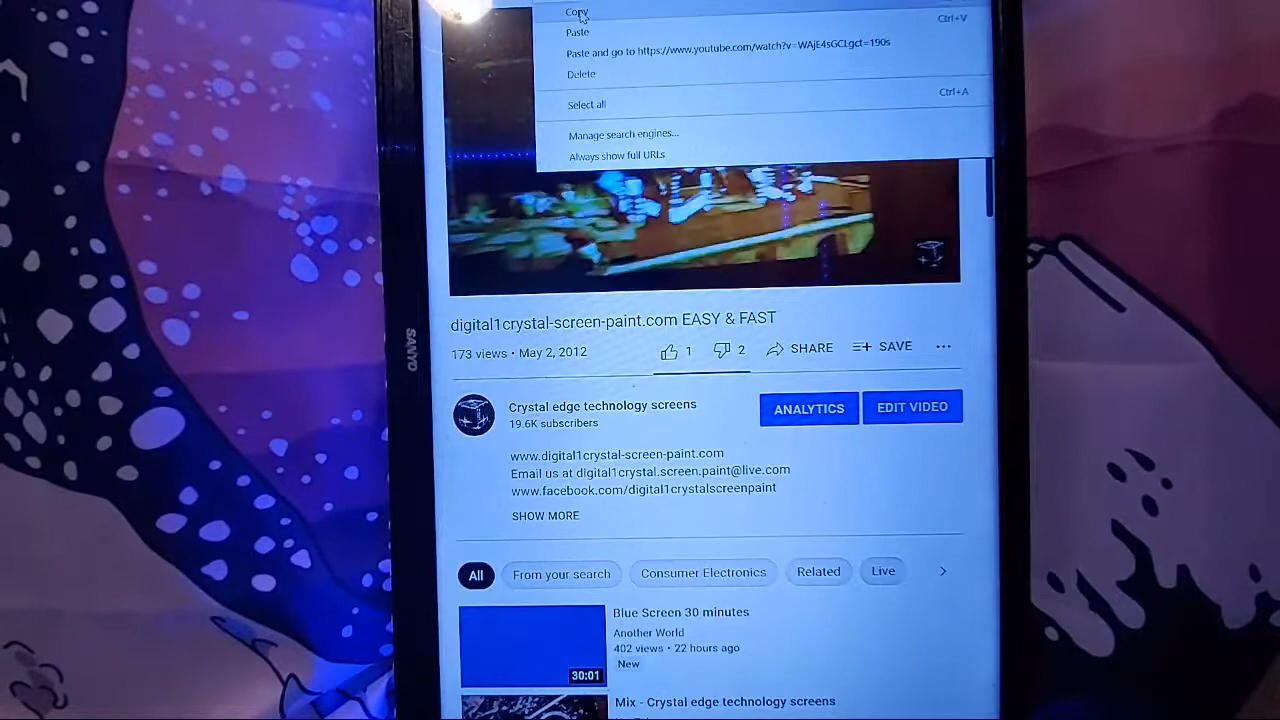 Copy
Ctrl+V
Paste
Paste and go to https://www.youtube.com/watch?v=WAjE4sGCLgct=190s
Delete
Ctrl+A
Select all
Manage search engines...
Always show full URLs
SANYO
digital1crystal-screen-paint.com EASY & FAST
173 views • May 2, 2012
1
2
SHARE
SAVE
Crystal edge technology screens
19.6K subscribers
ANALYTICS
EDIT VIDEO
www.digital1crystal-screen-paint.com
Email us at digital1crystal.screen.paint@live.com
www.facebook.com/digital1crystalscreenpaint
SHOW MORE
All
From your search
Consumer Electronics
Related
Live
Blue Screen 30 minutes
Another World
402 views • 22 hours ago
New
30:01
Mix - Crystal edge technology screens